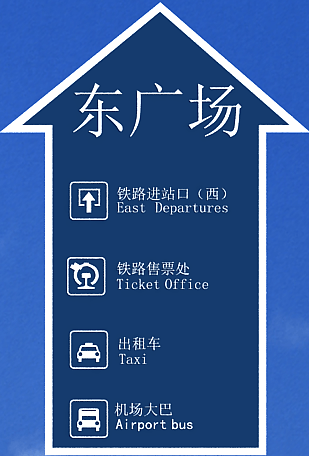 东广场
铁路进站口（西）
East Departures
铁路售票处
Ticket Office
出租车
Taxi
机场大巴
Airport bus